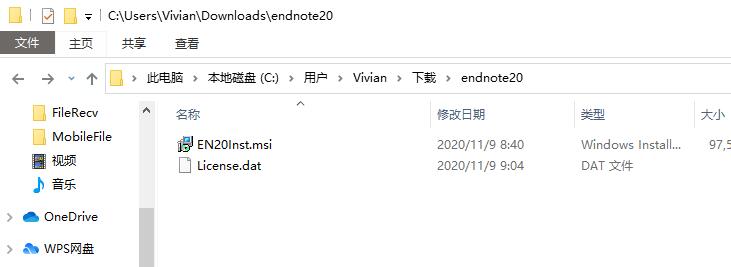 C:\Users\Vivian\Downloads\endnote20
文件 主页 共享 查看
此电脑 本地磁盘 (C:) 用户 Vivian 下载 endnote20
名称 修改日期 类型 大小
FileRecv
MobileFile
视频
音乐
OneDrive
WPS网盘
EN20Inst.msi 2020/11/9 8:40 Windows Install... 97,5
License.dat 2020/11/9 9:04 DAT 文件